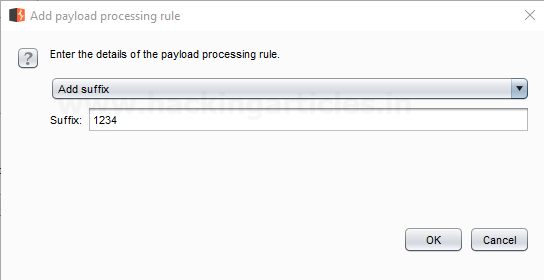 Add payload processing rule
?
Enter the details of the payload processing rule.
Add suffix
www.hackingarticles.in
Suffix: 1234
OK Cancel